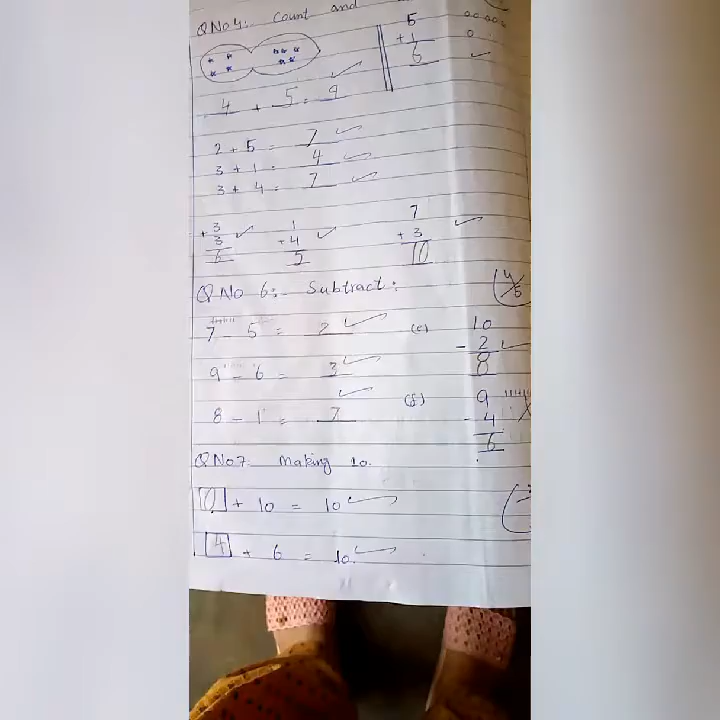 QNo4:- Count and
5
+ 1
6
4 + 5 = 9
2 + 5 = 7
3 + 1 = 4
3 + 4 = 7
+ 3 1 7
3 + 4 + 3
6 5 10
QNo 6:- Subtract:
7 - 5 = 2 (e) 10
- 2
8
9 - 6 = 3
8 - 1 = 7 (f) 9
- 4
6
QNo7 Making 10.
0 + 10 = 10
4 + 6 = 10